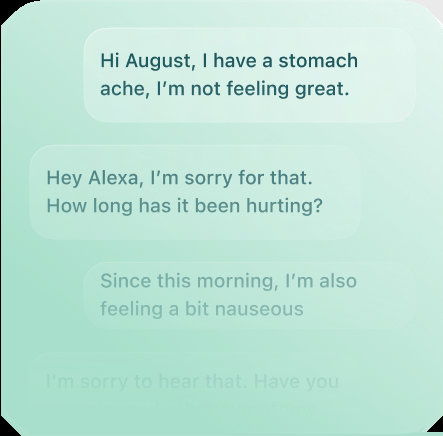 Hi August, I have a stomach
ache, I’m not feeling great.
Hey Alexa, I’m sorry for that.
How long has it been hurting?
Since this morning, I’m also
feeling a bit nauseous
I’m sorry to hear that. Have you